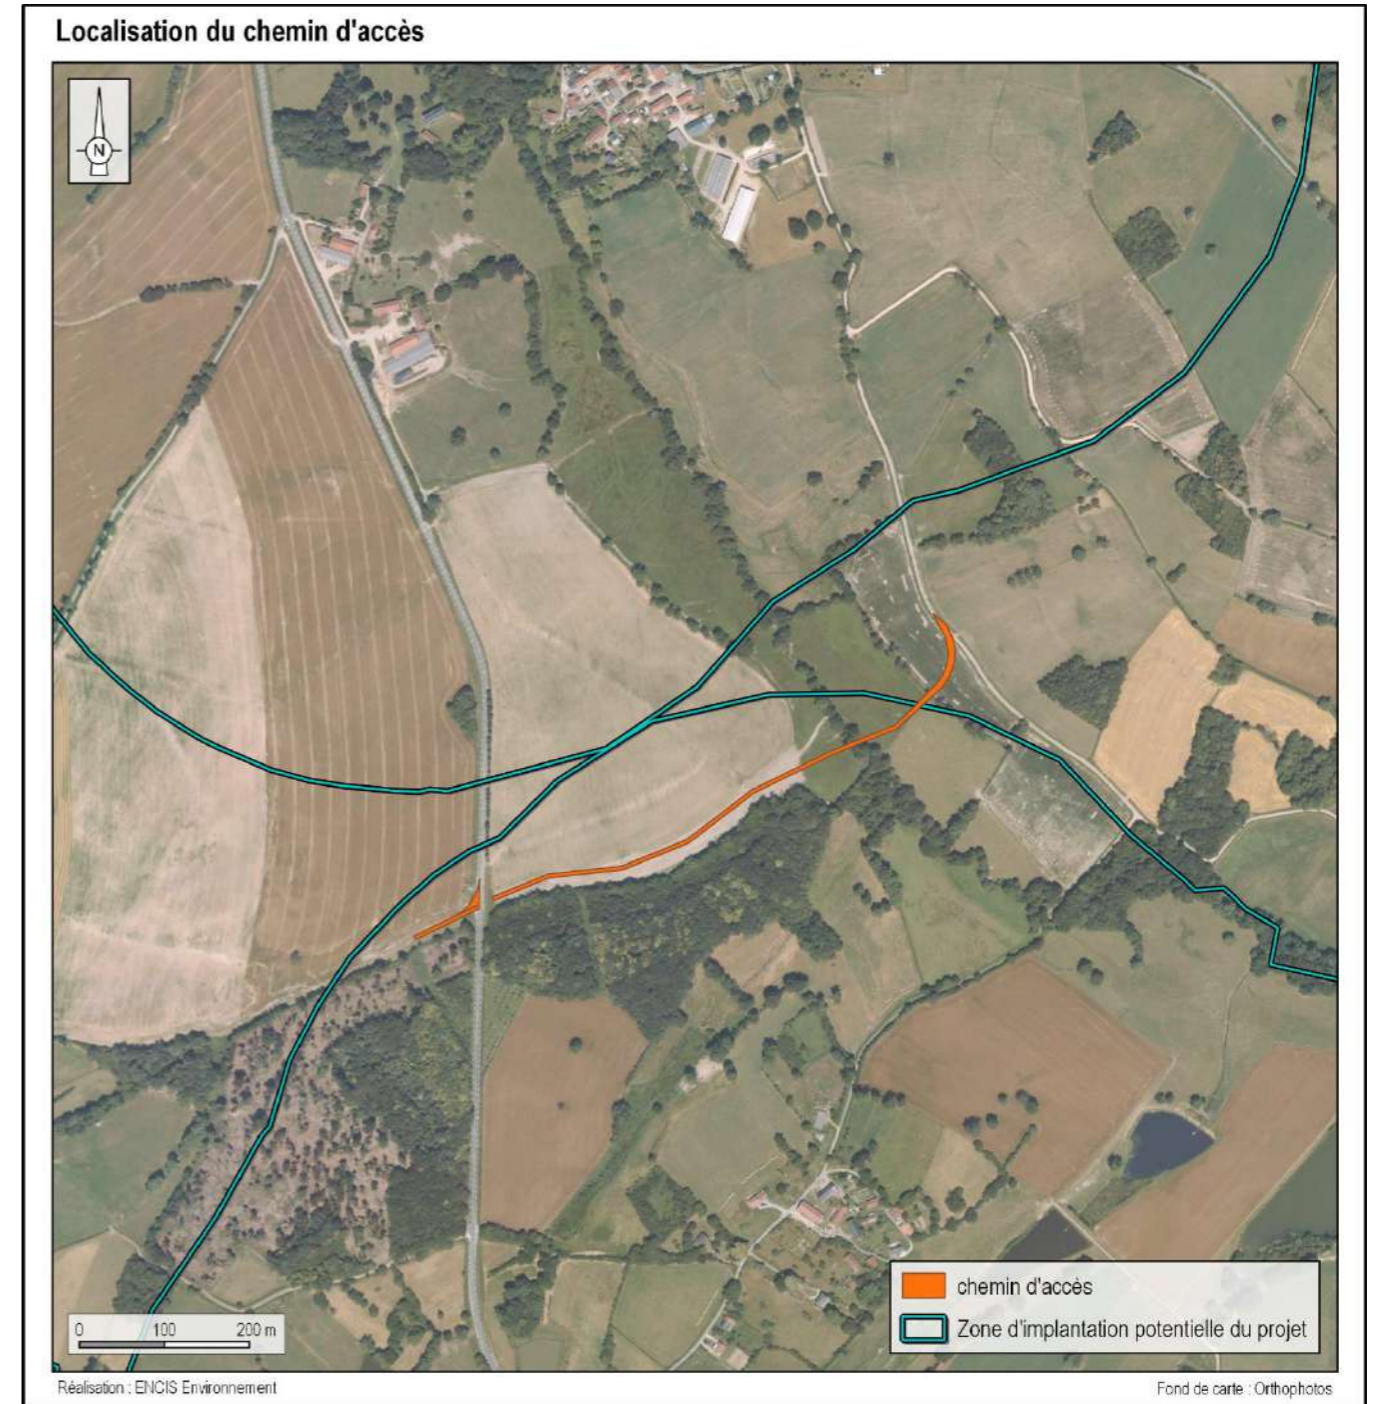 Localisation du chemin d'accès
N
chemin d'accès
Zone d'implantation potentielle du projet
0 100 200 m
Réalisation : ENCIS Environnement
Fond de carte : Orthophotos